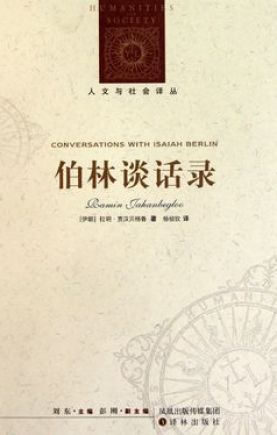 HUMANITIES
SOCIETY
人文与社会译丛
CONVERSATIONS WITH ISAIAH BERLIN
伯林谈话录
Ramin Jahanbegloo
[伊朗] 拉明·贾汉贝格鲁 著 杨祯钦 译
刘东·主编 彭刚·副主编
凤凰出版传媒集团
译林出版社